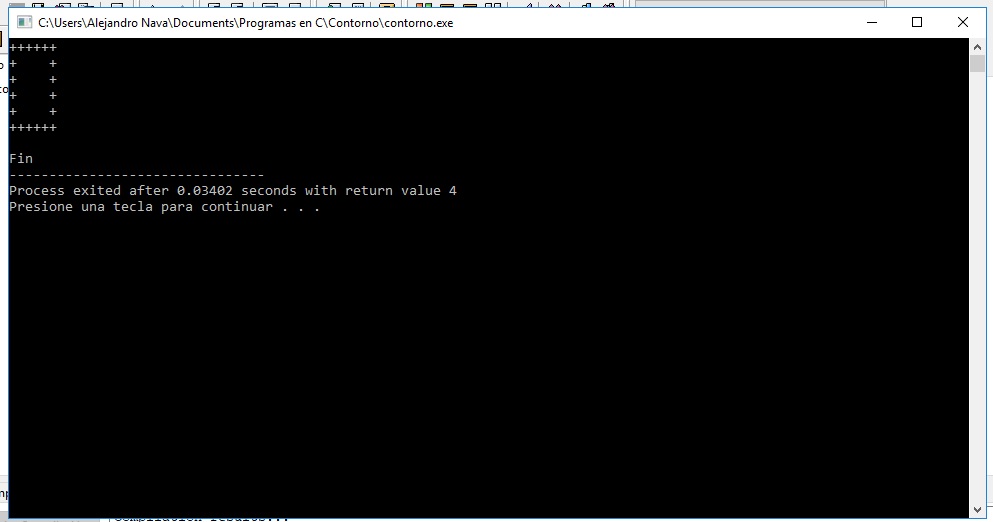 C:\Users\Alejandro Nava\Documents\Programas en C\Contorno\contorno.exe
++++++
+    +
+    +
+    +
+    +
++++++
Fin
--------------------------------
Process exited after 0.03402 seconds with return value 4
Presione una tecla para continuar . . .